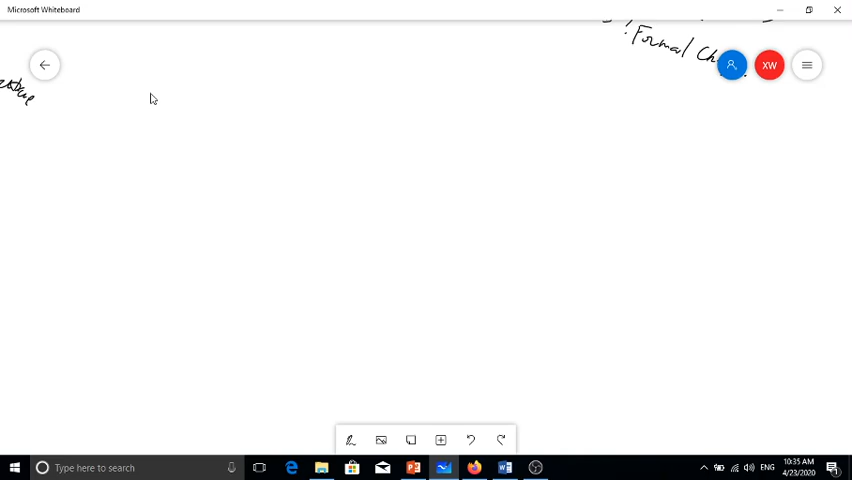 Microsoft Whiteboard
! Formal Ch
XW
Type here to search
ENG
10:35 AM
4/23/2020